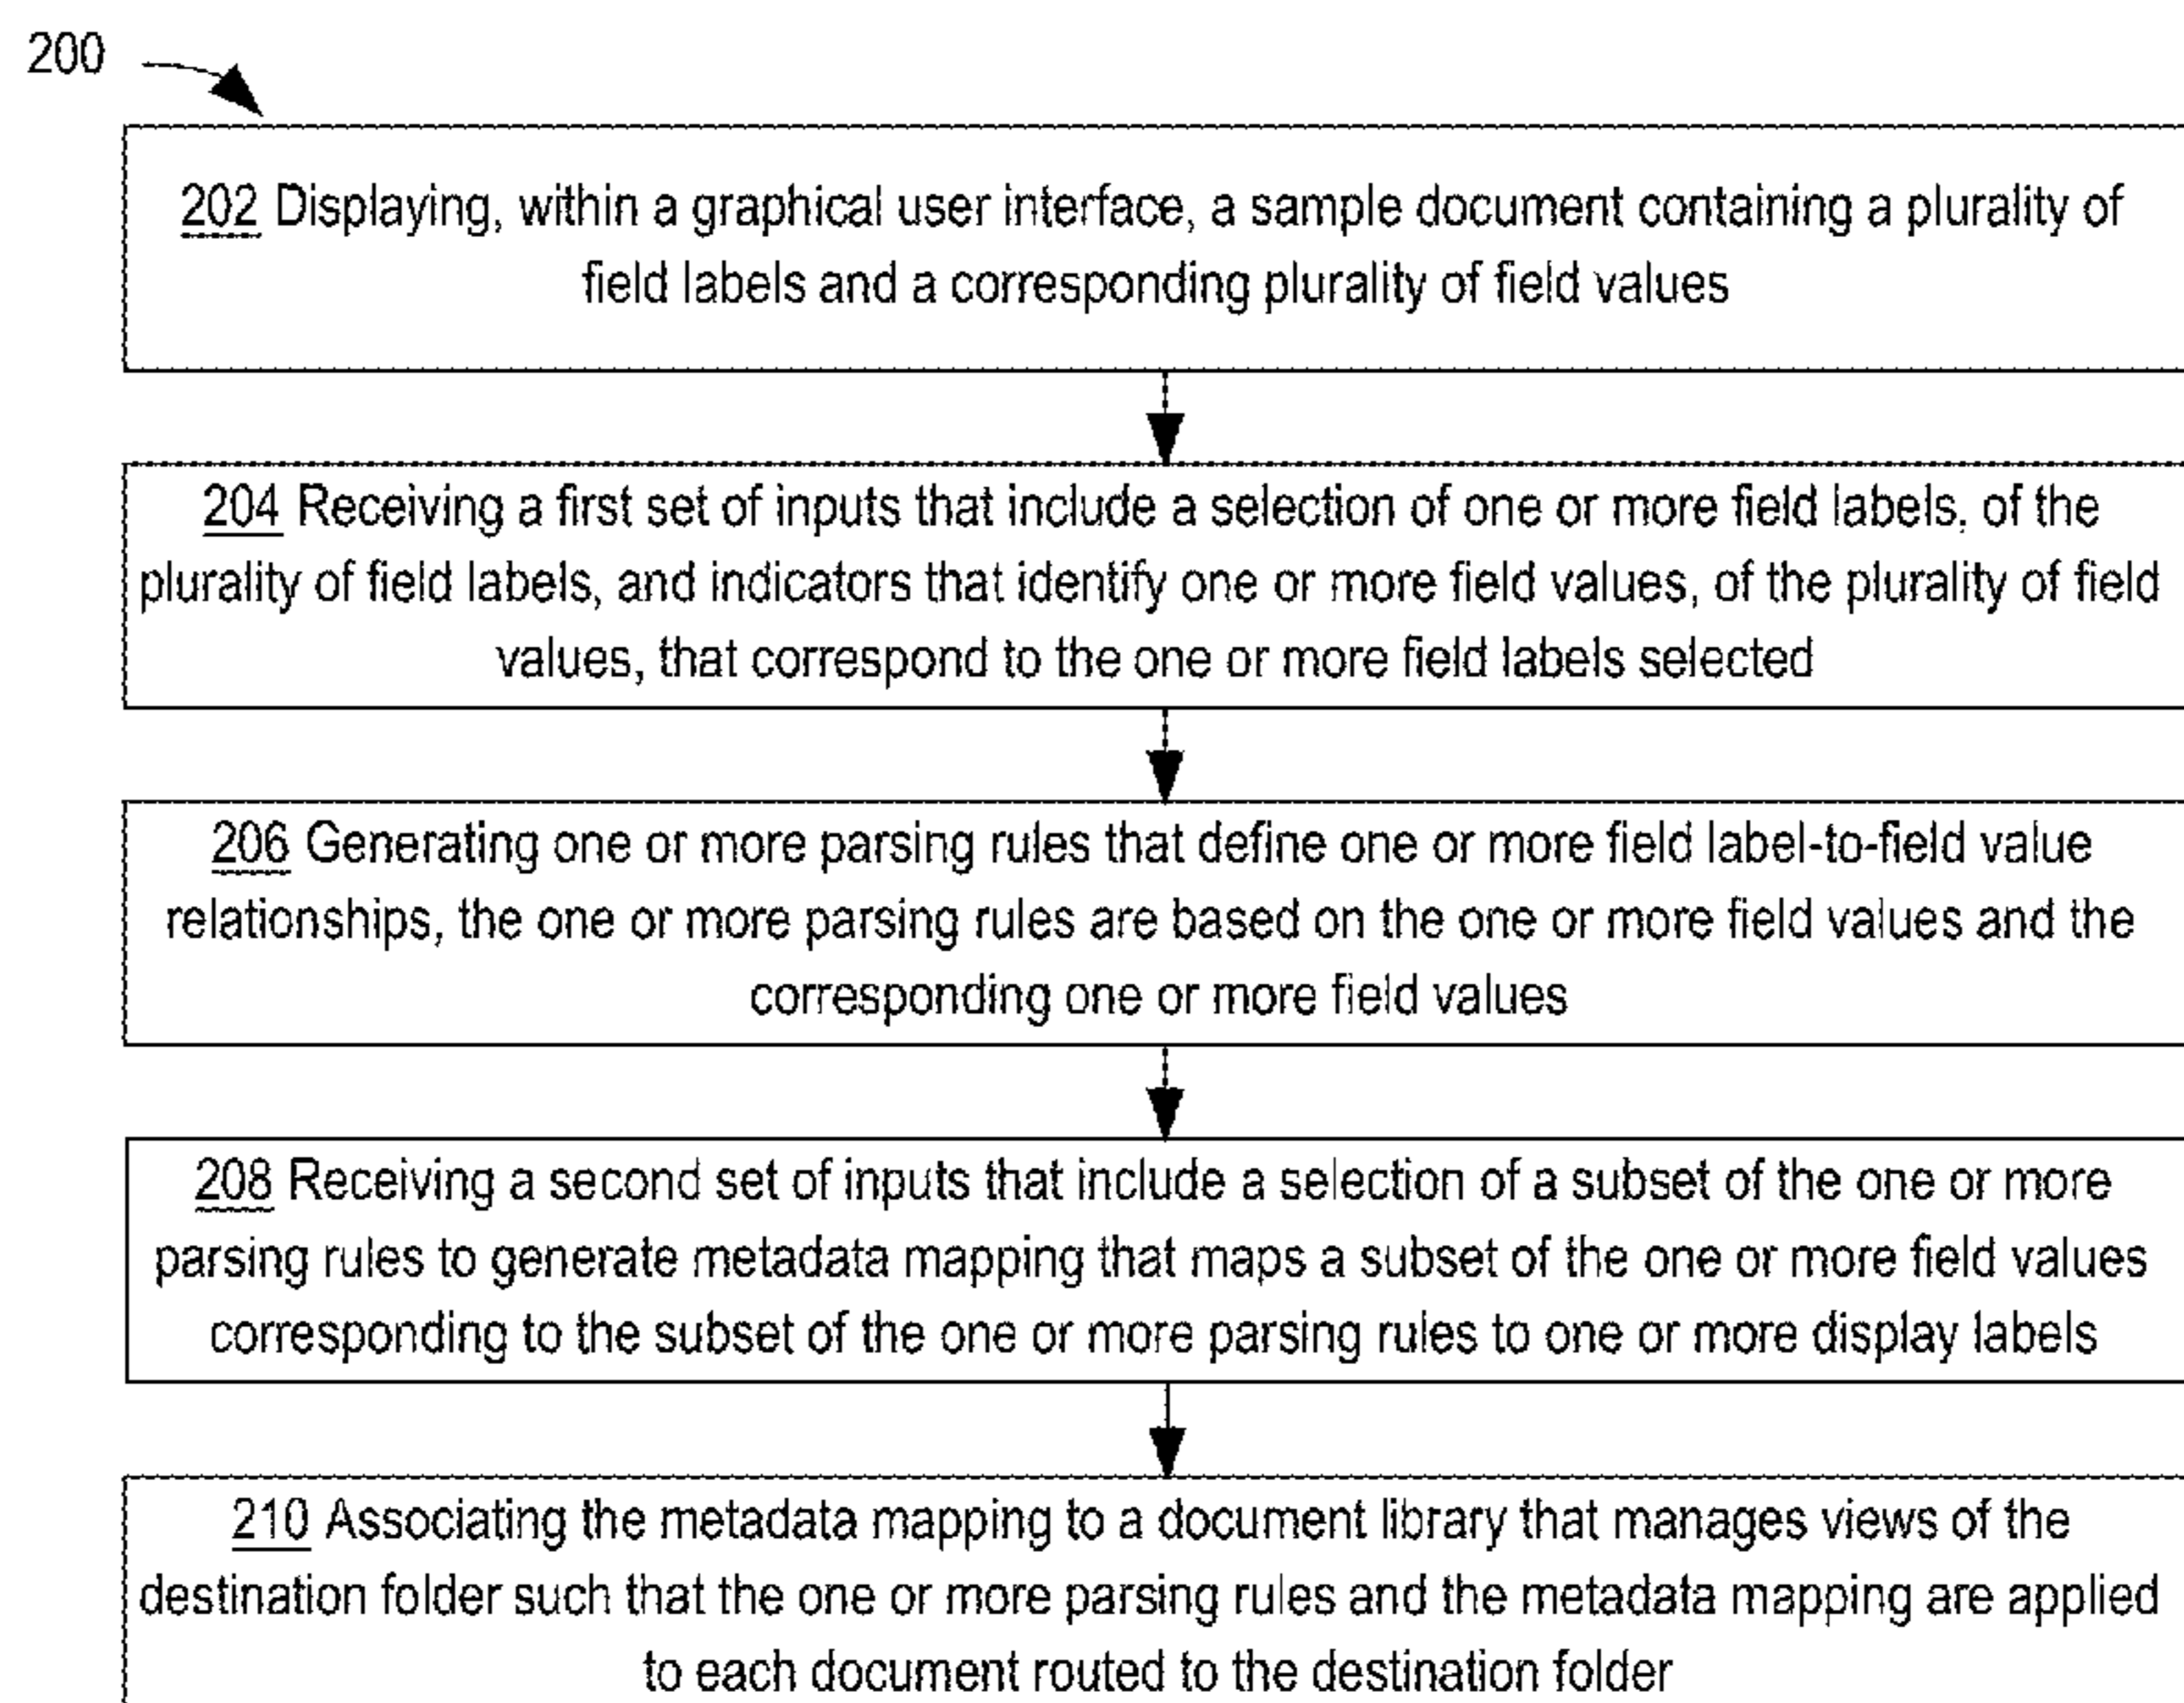 200
202 Displaying, within a graphical user interface, a sample document containing a plurality of
field labels and a corresponding plurality of field values
204 Receiving a first set of inputs that include a selection of one or more field labels, of the
plurality of field labels, and indicators that identify one or more field values, of the plurality of field
values, that correspond to the one or more field labels selected
206 Generating one or more parsing rules that define one or more field label-to-field value
relationships, the one or more parsing rules are based on the one or more field values and the
corresponding one or more field values
208 Receiving a second set of inputs that include a selection of a subset of the one or more
parsing rules to generate metadata mapping that maps a subset of the one or more field values
corresponding to the subset of the one or more parsing rules to one or more display labels
210 Associating the metadata mapping to a document library that manages views of the
destination folder such that the one or more parsing rules and the metadata mapping are applied
to each document routed to the destination folder